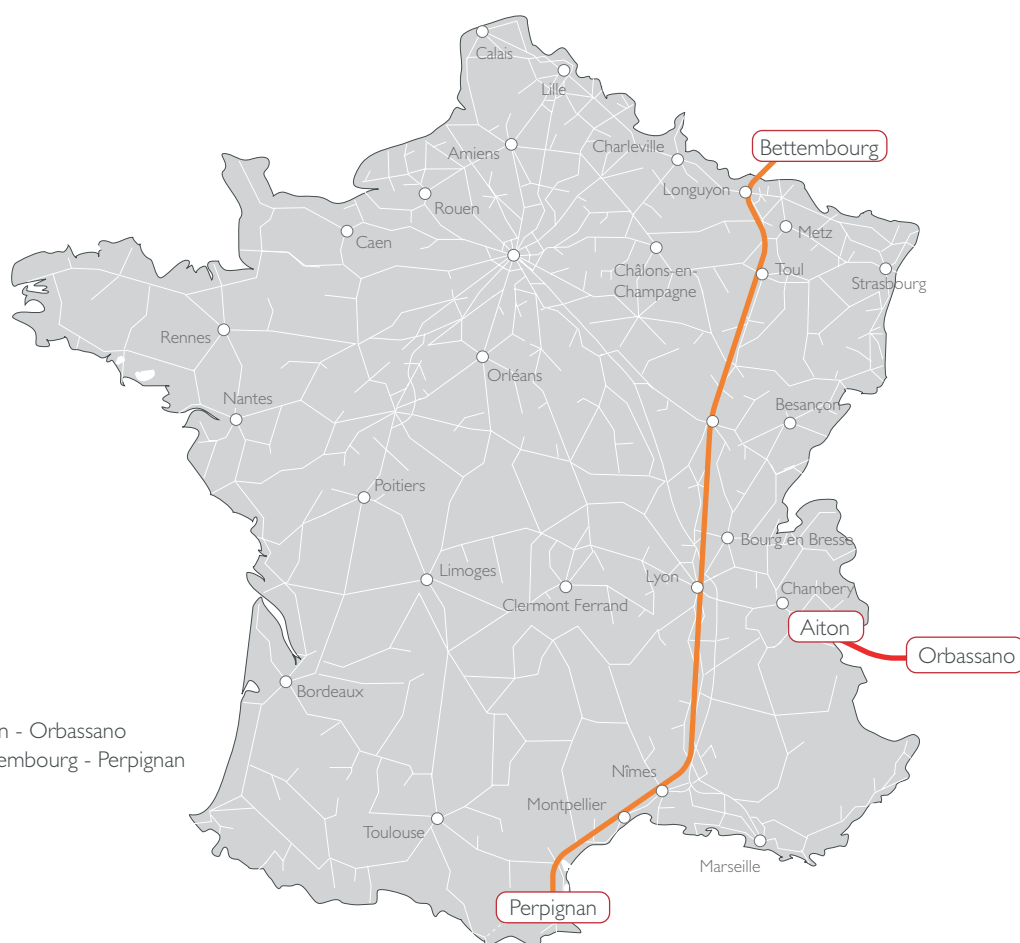 Calais
Lille
Amiens
Charleville
Bettembourg
Longuyon
Rouen
Caen
Metz
Châlons-en-
Champagne
Toul
Strasbourg
Rennes
Orléans
Nantes
Besançon
Poitiers
Bourg en Bresse
Limoges
Lyon
Chambery
Clermont Ferrand
Aiton
Orbassano
Bordeaux
n - Orbassano
embourg - Perpignan
Nîmes
Montpellier
Toulouse
Marseille
Perpignan